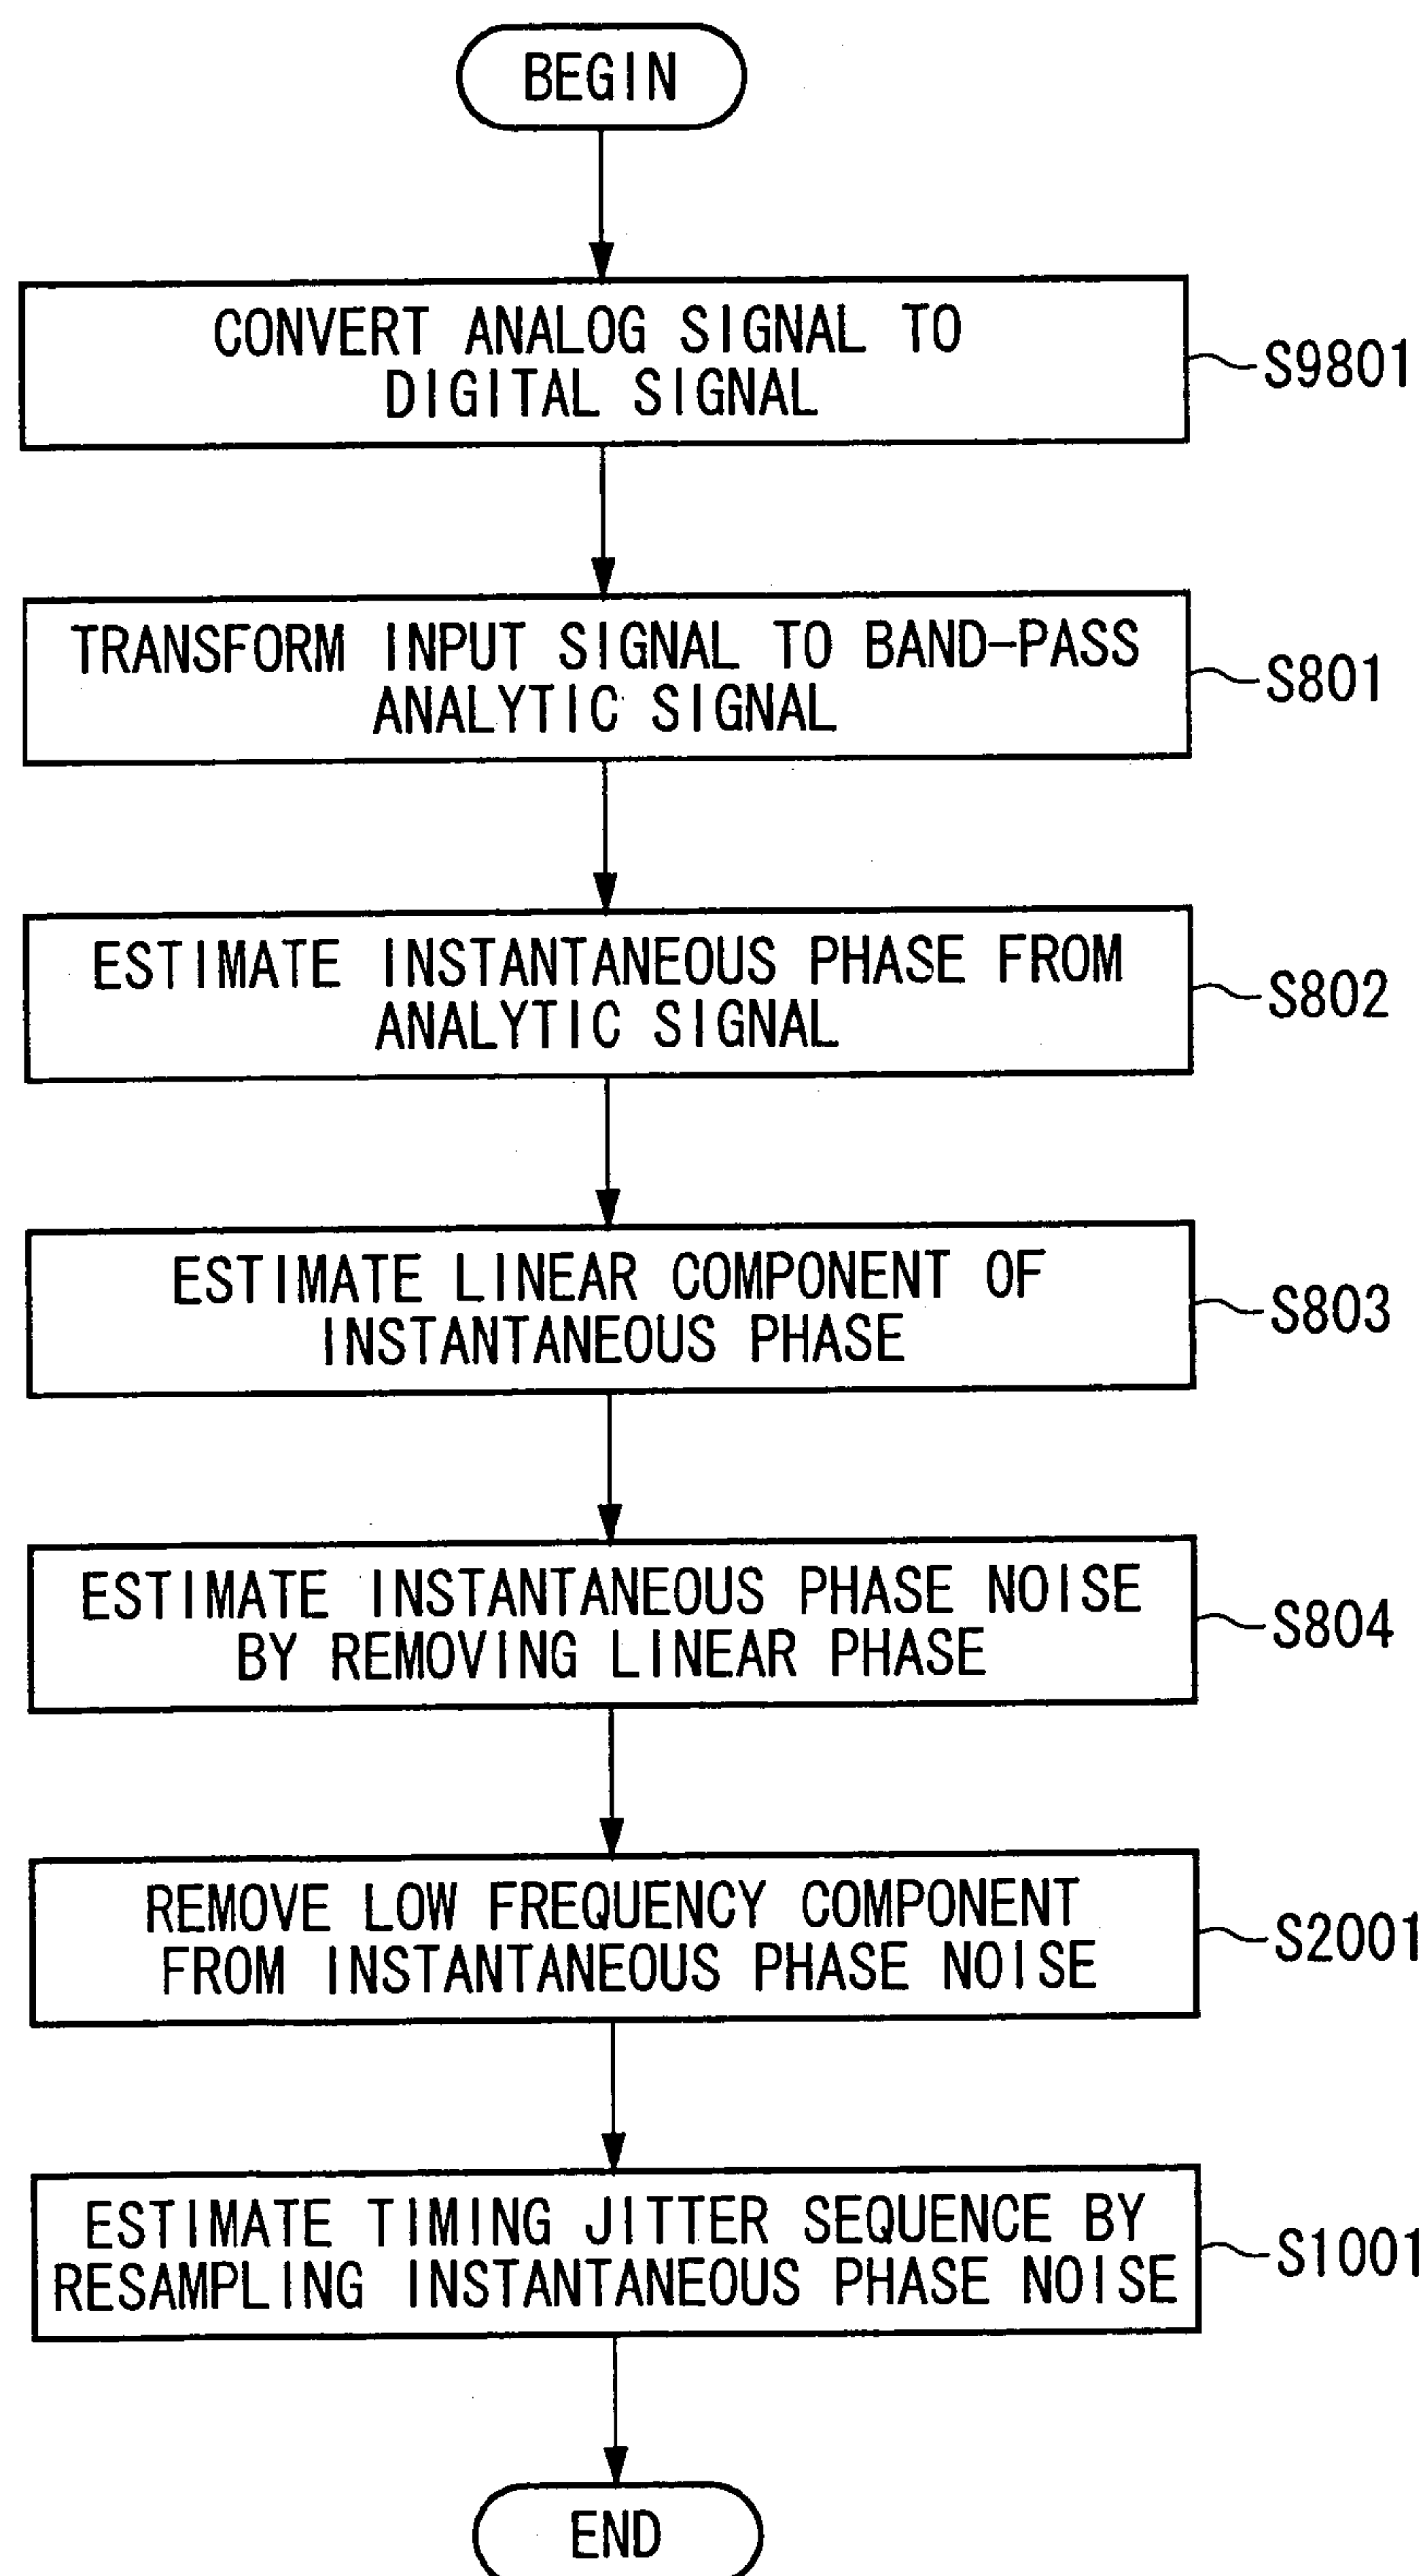 BEGIN
CONVERT ANALOG SIGNAL TO
DIGITAL SIGNAL
S9801
TRANSFORM INPUT SIGNAL TO BAND-PASS
ANALYTIC SIGNAL
S801
ESTIMATE INSTANTANEOUS PHASE FROM
ANALYTIC SIGNAL
S802
ESTIMATE LINEAR COMPONENT OF
INSTANTANEOUS PHASE
S803
ESTIMATE INSTANTANEOUS PHASE NOISE
BY REMOVING LINEAR PHASE
S804
REMOVE LOW FREQUENCY COMPONENT
FROM INSTANTANEOUS PHASE NOISE
S2001
ESTIMATE TIMING JITTER SEQUENCE BY
RESAMPLING INSTANTANEOUS PHASE NOISE
S1001
END